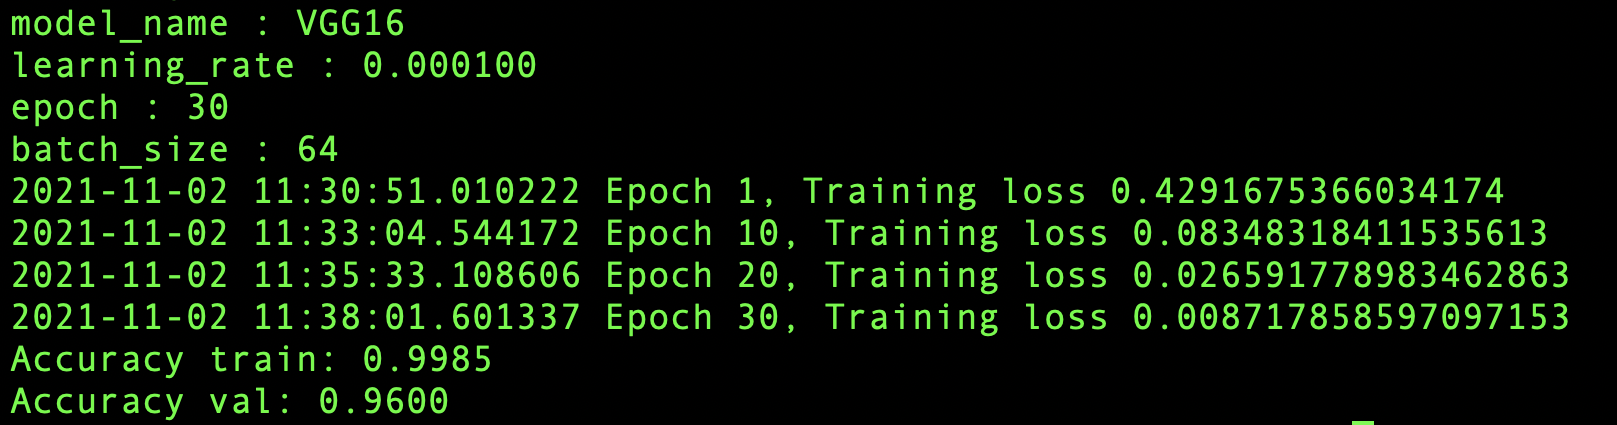 model_name : VGG16
learning_rate : 0.000100
epoch : 30
batch_size : 64
2021-11-02 11:30:51.010222 Epoch 1, Training loss 0.4291675366034174
2021-11-02 11:33:04.544172 Epoch 10, Training loss 0.08348318411535613
2021-11-02 11:35:33.108606 Epoch 20, Training loss 0.026591778983462863
2021-11-02 11:38:01.601337 Epoch 30, Training loss 0.008717858597097153
Accuracy train: 0.9985
Accuracy val: 0.9600